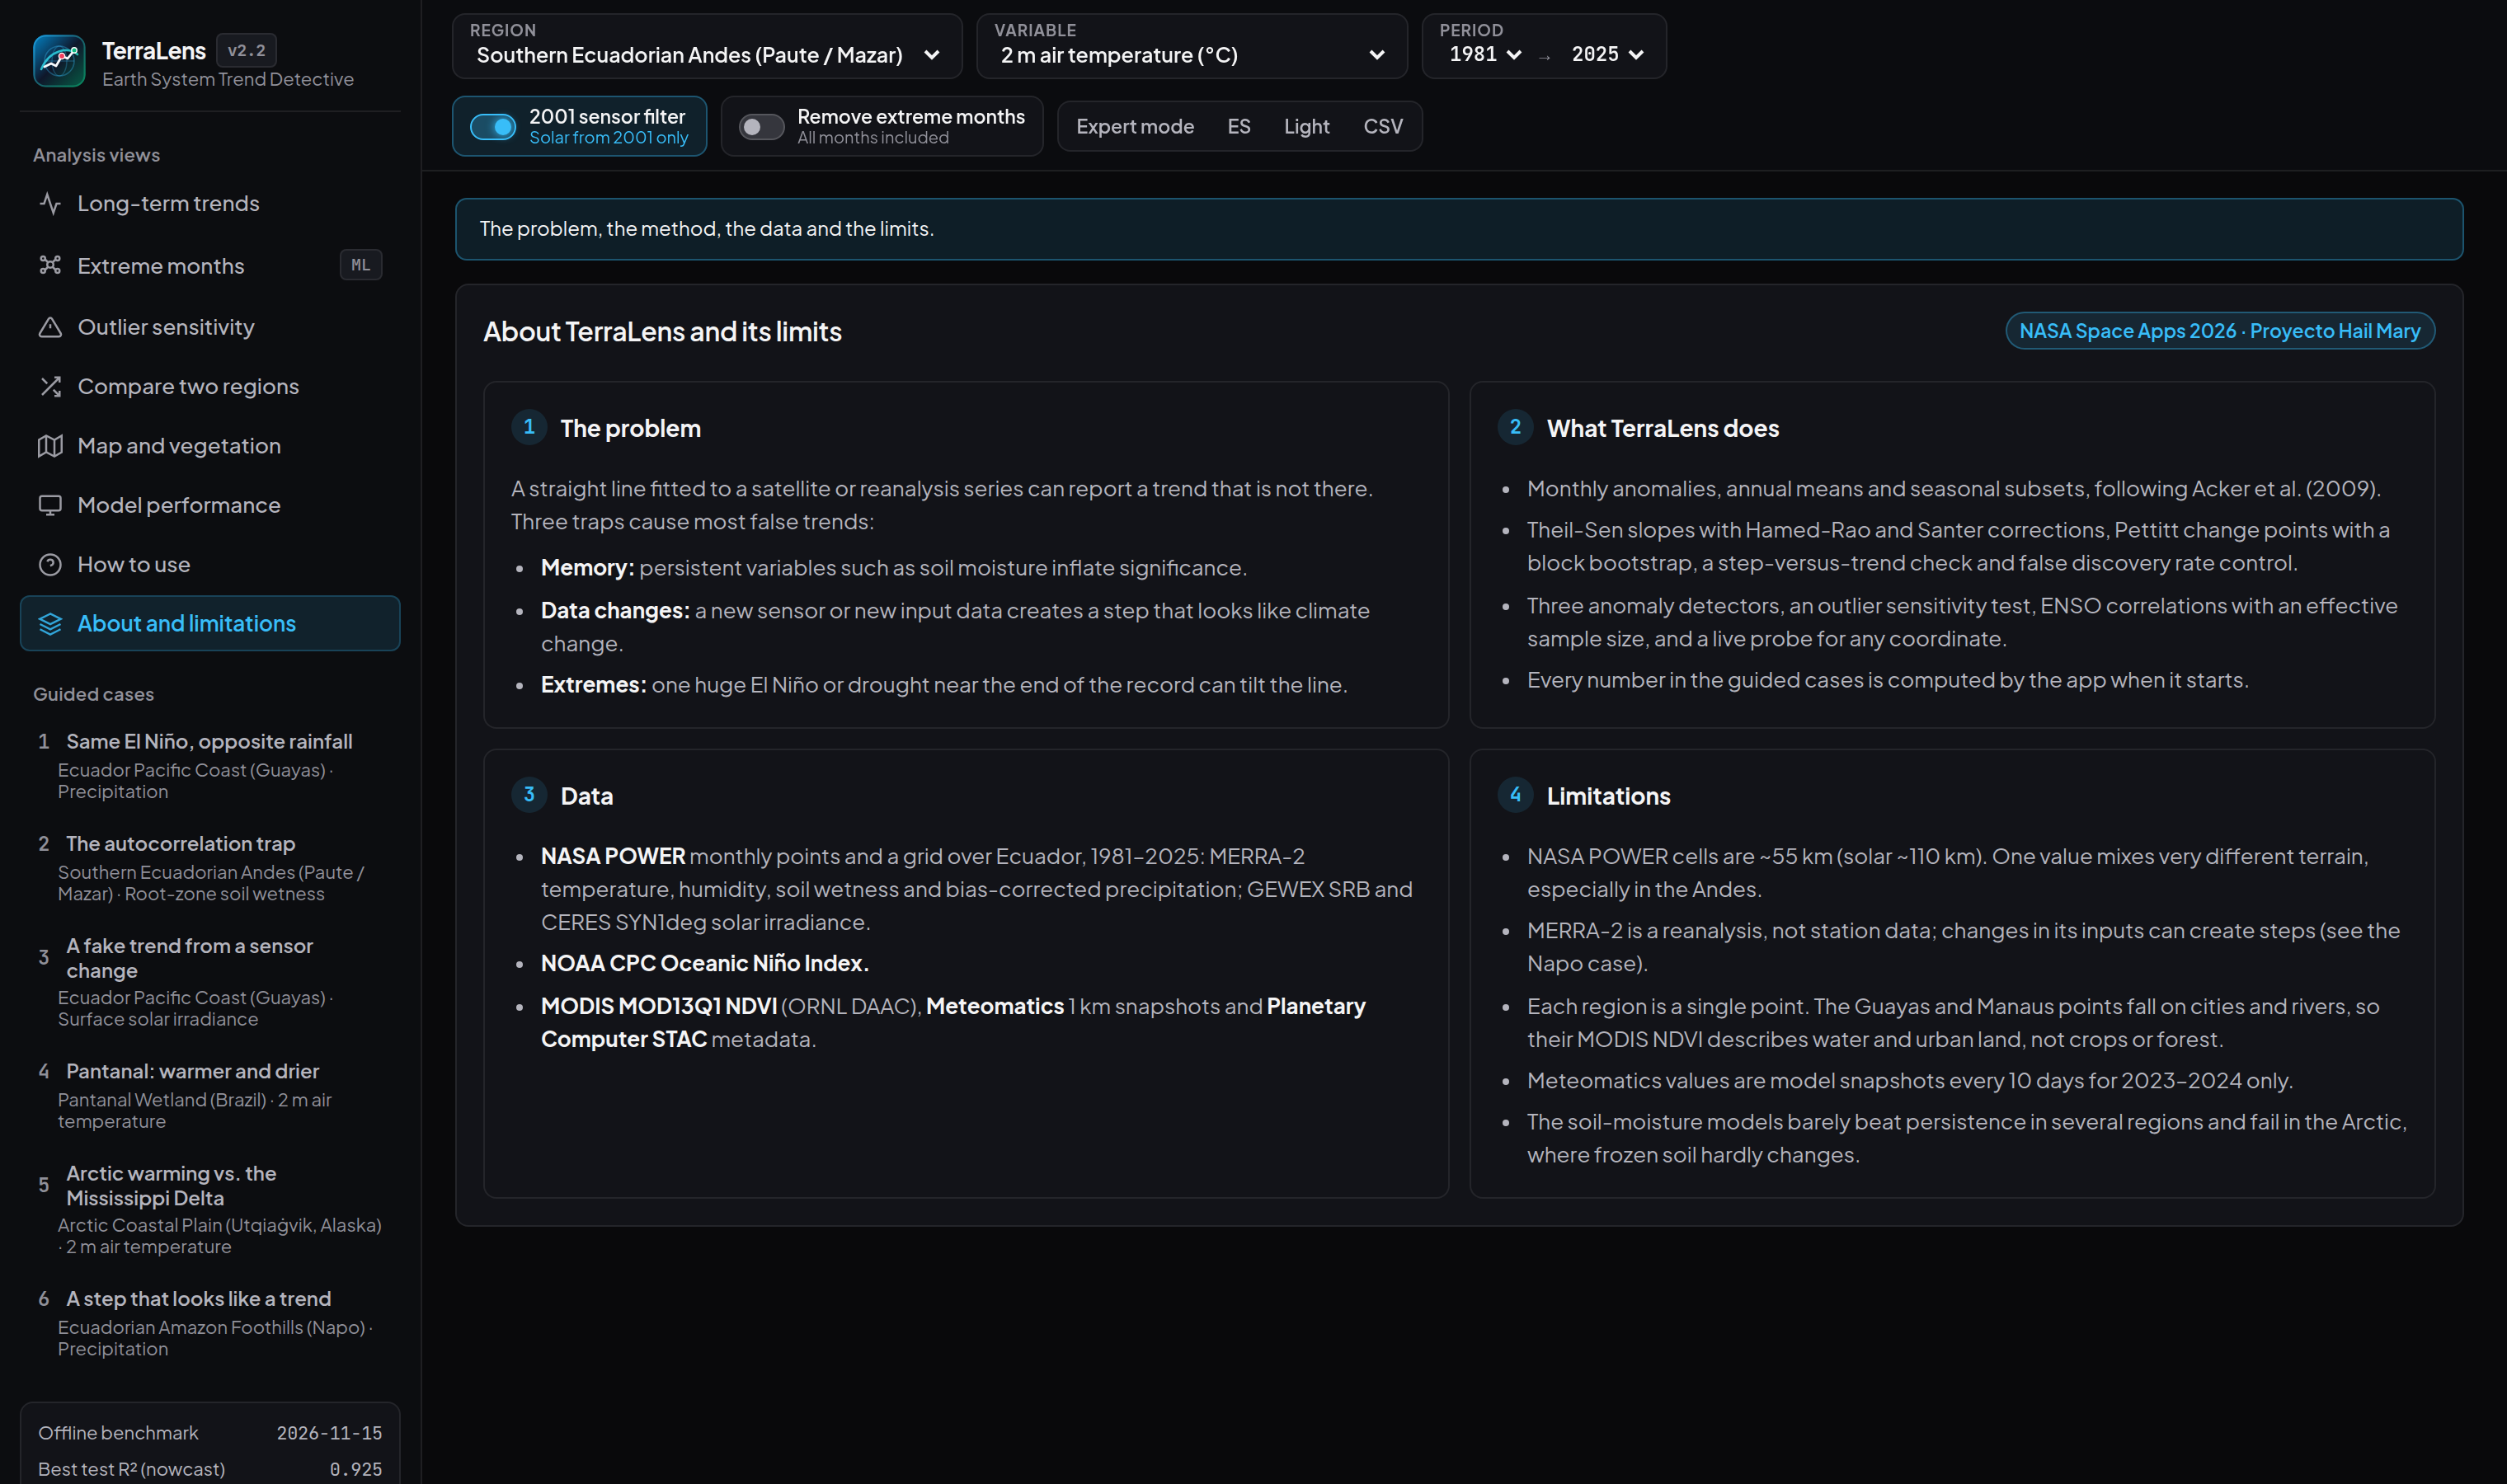 TerraLens v2.2
Earth System Trend Detective
Analysis views
Long-term trends
Extreme months ML
Outlier sensitivity
Compare two regions
Map and vegetation
Model performance
How to use
About and limitations
Guided cases
1 Same El Niño, opposite rainfall
Ecuador Pacific Coast (Guayas) ·
Precipitation
2 The autocorrelation trap
Southern Ecuadorian Andes (Paute /
Mazar) · Root-zone soil wetness
3 A fake trend from a sensor
change
Ecuador Pacific Coast (Guayas) ·
Surface solar irradiance
4 Pantanal: warmer and drier
Pantanal Wetland (Brazil) · 2 m air
temperature
5 Arctic warming vs. the
Mississippi Delta
Arctic Coastal Plain (Utqiaġvik, Alaska)
· 2 m air temperature
6 A step that looks like a trend
Ecuadorian Amazon Foothills (Napo) ·
Precipitation
Offline benchmark 2026-11-15
Best test R² (nowcast) 0.925
REGION
Southern Ecuadorian Andes (Paute / Mazar)
VARIABLE
2 m air temperature (°C)
PERIOD
1981 → 2025
2001 sensor filter
Solar from 2001 only
Remove extreme months
All months included
Expert mode ES Light CSV
The problem, the method, the data and the limits.
About TerraLens and its limits
NASA Space Apps 2026 · Proyecto Hail Mary
1 The problem
A straight line fitted to a satellite or reanalysis series can report a trend that is not there.
Three traps cause most false trends:
• Memory: persistent variables such as soil moisture inflate significance.
• Data changes: a new sensor or new input data creates a step that looks like climate
change.
• Extremes: one huge El Niño or drought near the end of the record can tilt the line.
2 What TerraLens does
• Monthly anomalies, annual means and seasonal subsets, following Acker et al. (2009).
• Theil-Sen slopes with Hamed-Rao and Santer corrections, Pettitt change points with a
block bootstrap, a step-versus-trend check and false discovery rate control.
• Three anomaly detectors, an outlier sensitivity test, ENSO correlations with an effective
sample size, and a live probe for any coordinate.
• Every number in the guided cases is computed by the app when it starts.
3 Data
• NASA POWER monthly points and a grid over Ecuador, 1981–2025: MERRA-2
temperature, humidity, soil wetness and bias-corrected precipitation; GEWEX SRB and
CERES SYN1deg solar irradiance.
• NOAA CPC Oceanic Niño Index.
• MODIS MOD13Q1 NDVI (ORNL DAAC), Meteomatics 1 km snapshots and Planetary
Computer STAC metadata.
4 Limitations
• NASA POWER cells are ~55 km (solar ~110 km). One value mixes very different terrain,
especially in the Andes.
• MERRA-2 is a reanalysis, not station data; changes in its inputs can create steps (see the
Napo case).
• Each region is a single point. The Guayas and Manaus points fall on cities and rivers, so
their MODIS NDVI describes water and urban land, not crops or forest.
• Meteomatics values are model snapshots every 10 days for 2023–2024 only.
• The soil-moisture models barely beat persistence in several regions and fail in the Arctic,
where frozen soil hardly changes.